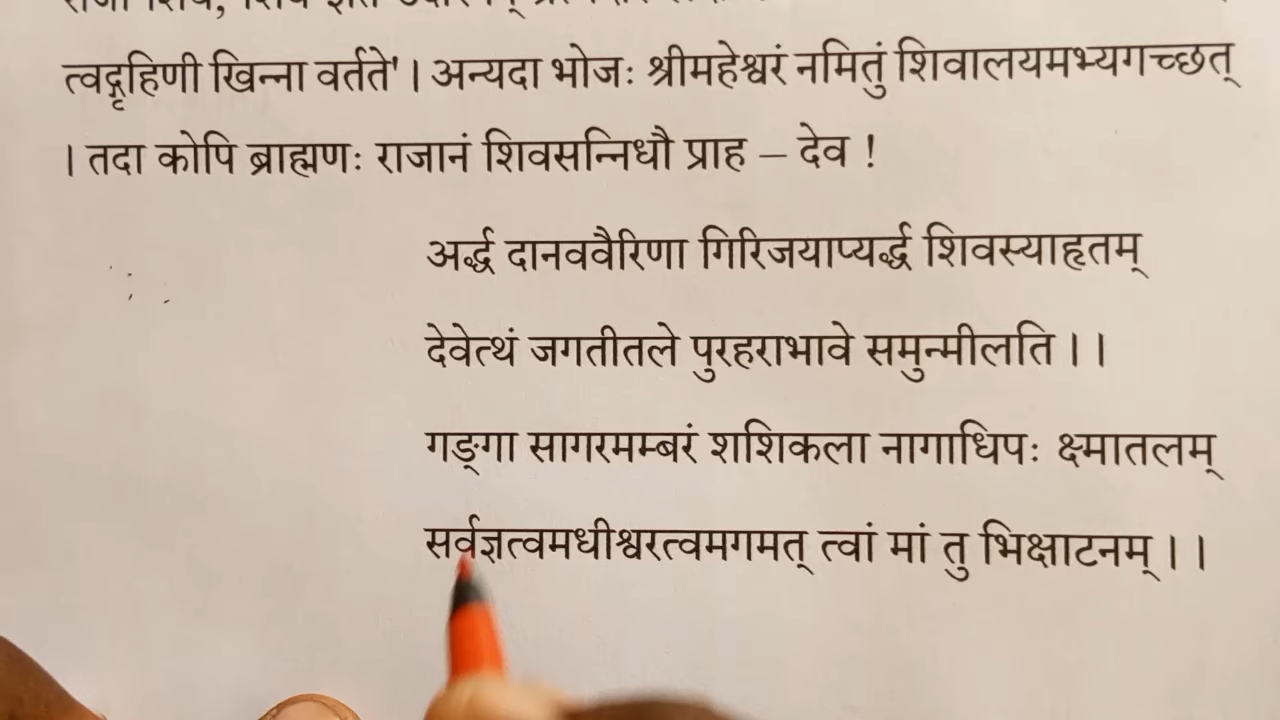 त्वद्गृहिणी खिन्ना वर्तते'। अन्यदा भोजः श्रीमहेश्वरं नमितुं शिवालयमभ्यगच्छत्
। तदा कोपि ब्राह्मणः राजानं शिवसन्निधौ प्राह – देव !
अर्द्ध दानववैरिणा गिरिजयाप्यर्द्ध शिवस्याहृतम्
देवेत्थं जगतीतले पुरहराभावे समुन्मीलति।।
गङ्गा सागरमम्बरं शशिकला नागाधिपः क्ष्मातलम्
सर्वज्ञत्वमधीश्वरत्वमगमत् त्वां मां तु भिक्षाटनम्।।